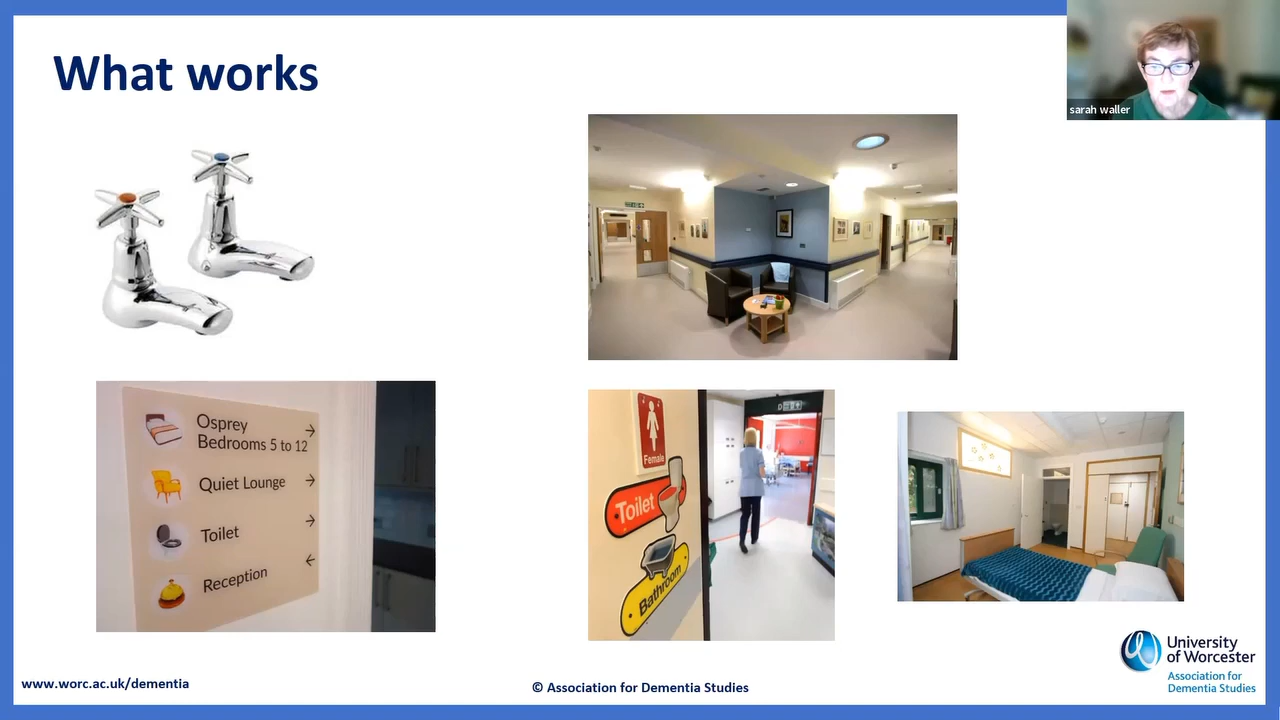 What works
sarah waller
Osprey
Bedrooms 5 to 12
Quiet Lounge
Toilet
Reception
Female
Toilet
Bathroom
University
of Worcester
Association for
Dementia Studies
www.worc.ac.uk/dementia
© Association for Dementia Studies